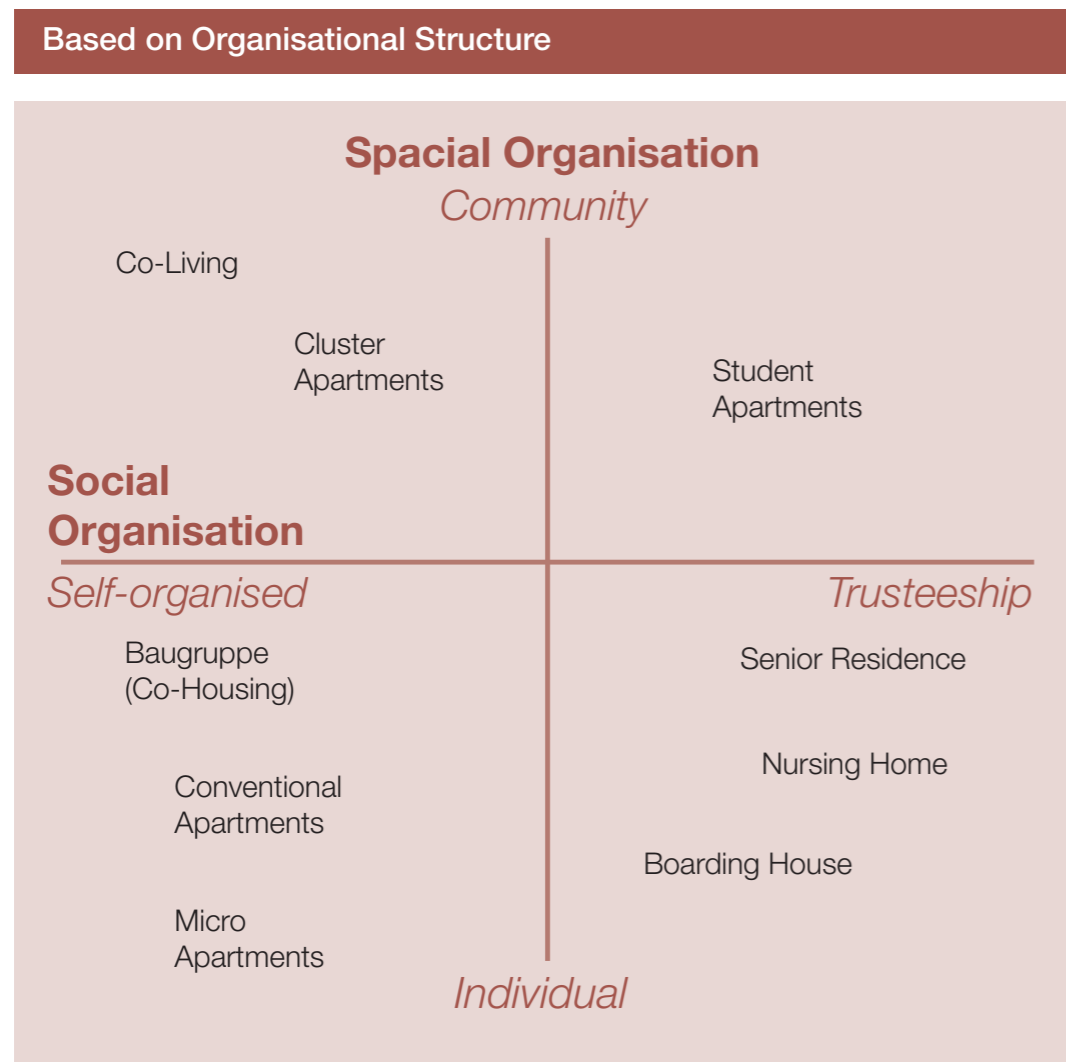 Based on Organisational Structure
Spacial Organisation
Community
Co-Living
Cluster
Apartments
Student
Apartments
Social
Organisation
Self-organised
Trusteeship
Baugruppe
(Co-Housing)
Senior Residence
Nursing Home
Conventional
Apartments
Boarding House
Micro
Apartments
Individual